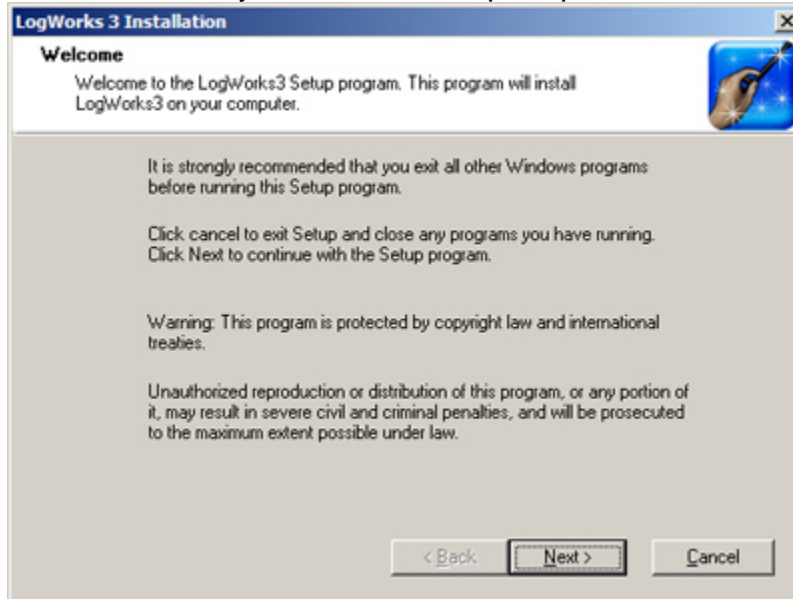 LogWorks 3 Installation
Welcome
Welcome to the LogWorks3 Setup program. This program will install
LogWorks3 on your computer.
It is strongly recommended that you exit all other Windows programs
before running this Setup program.
Click cancel to exit Setup and close any programs you have running.
Click Next to continue with the Setup program.
Warning: This program is protected by copyright law and international
treaties.
Unauthorized reproduction or distribution of this program, or any portion of
it, may result in severe civil and criminal penalties, and will be prosecuted
to the maximum extent possible under law.
< Back Next > Cancel